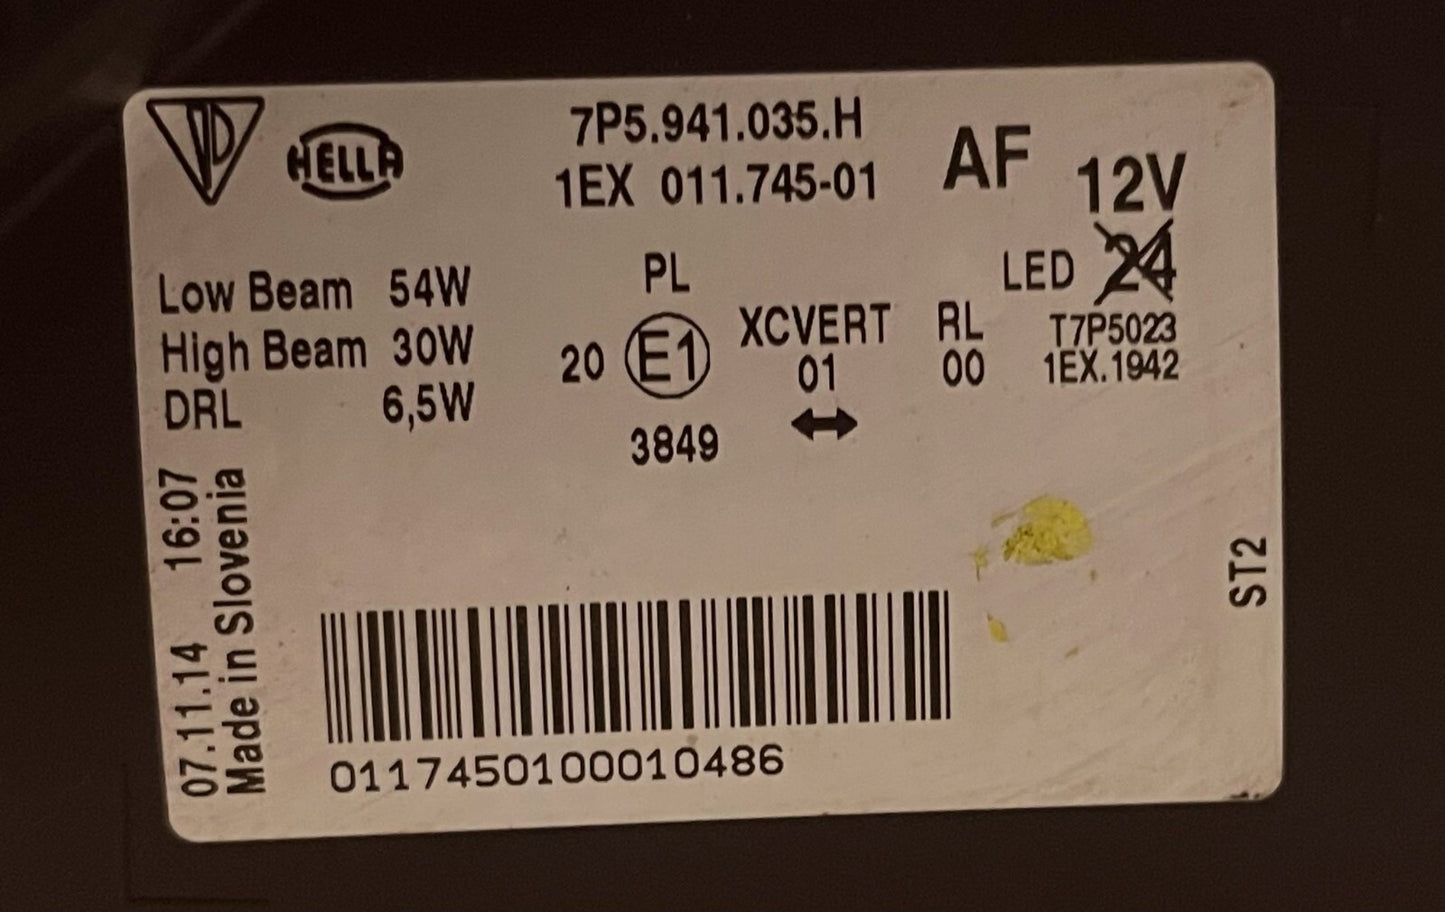 HELLA
7P5.941.035.H
1EX 011.745-01
AF
12V
LED 24
T7P5023
1EX.1942
Low Beam 54W
High Beam 30W
DRL 6,5W
PL
20 E1
3849
XCVERT
01
RL
00
07.11.14 16:07
Made in Slovenia
ST2
0117450100010486